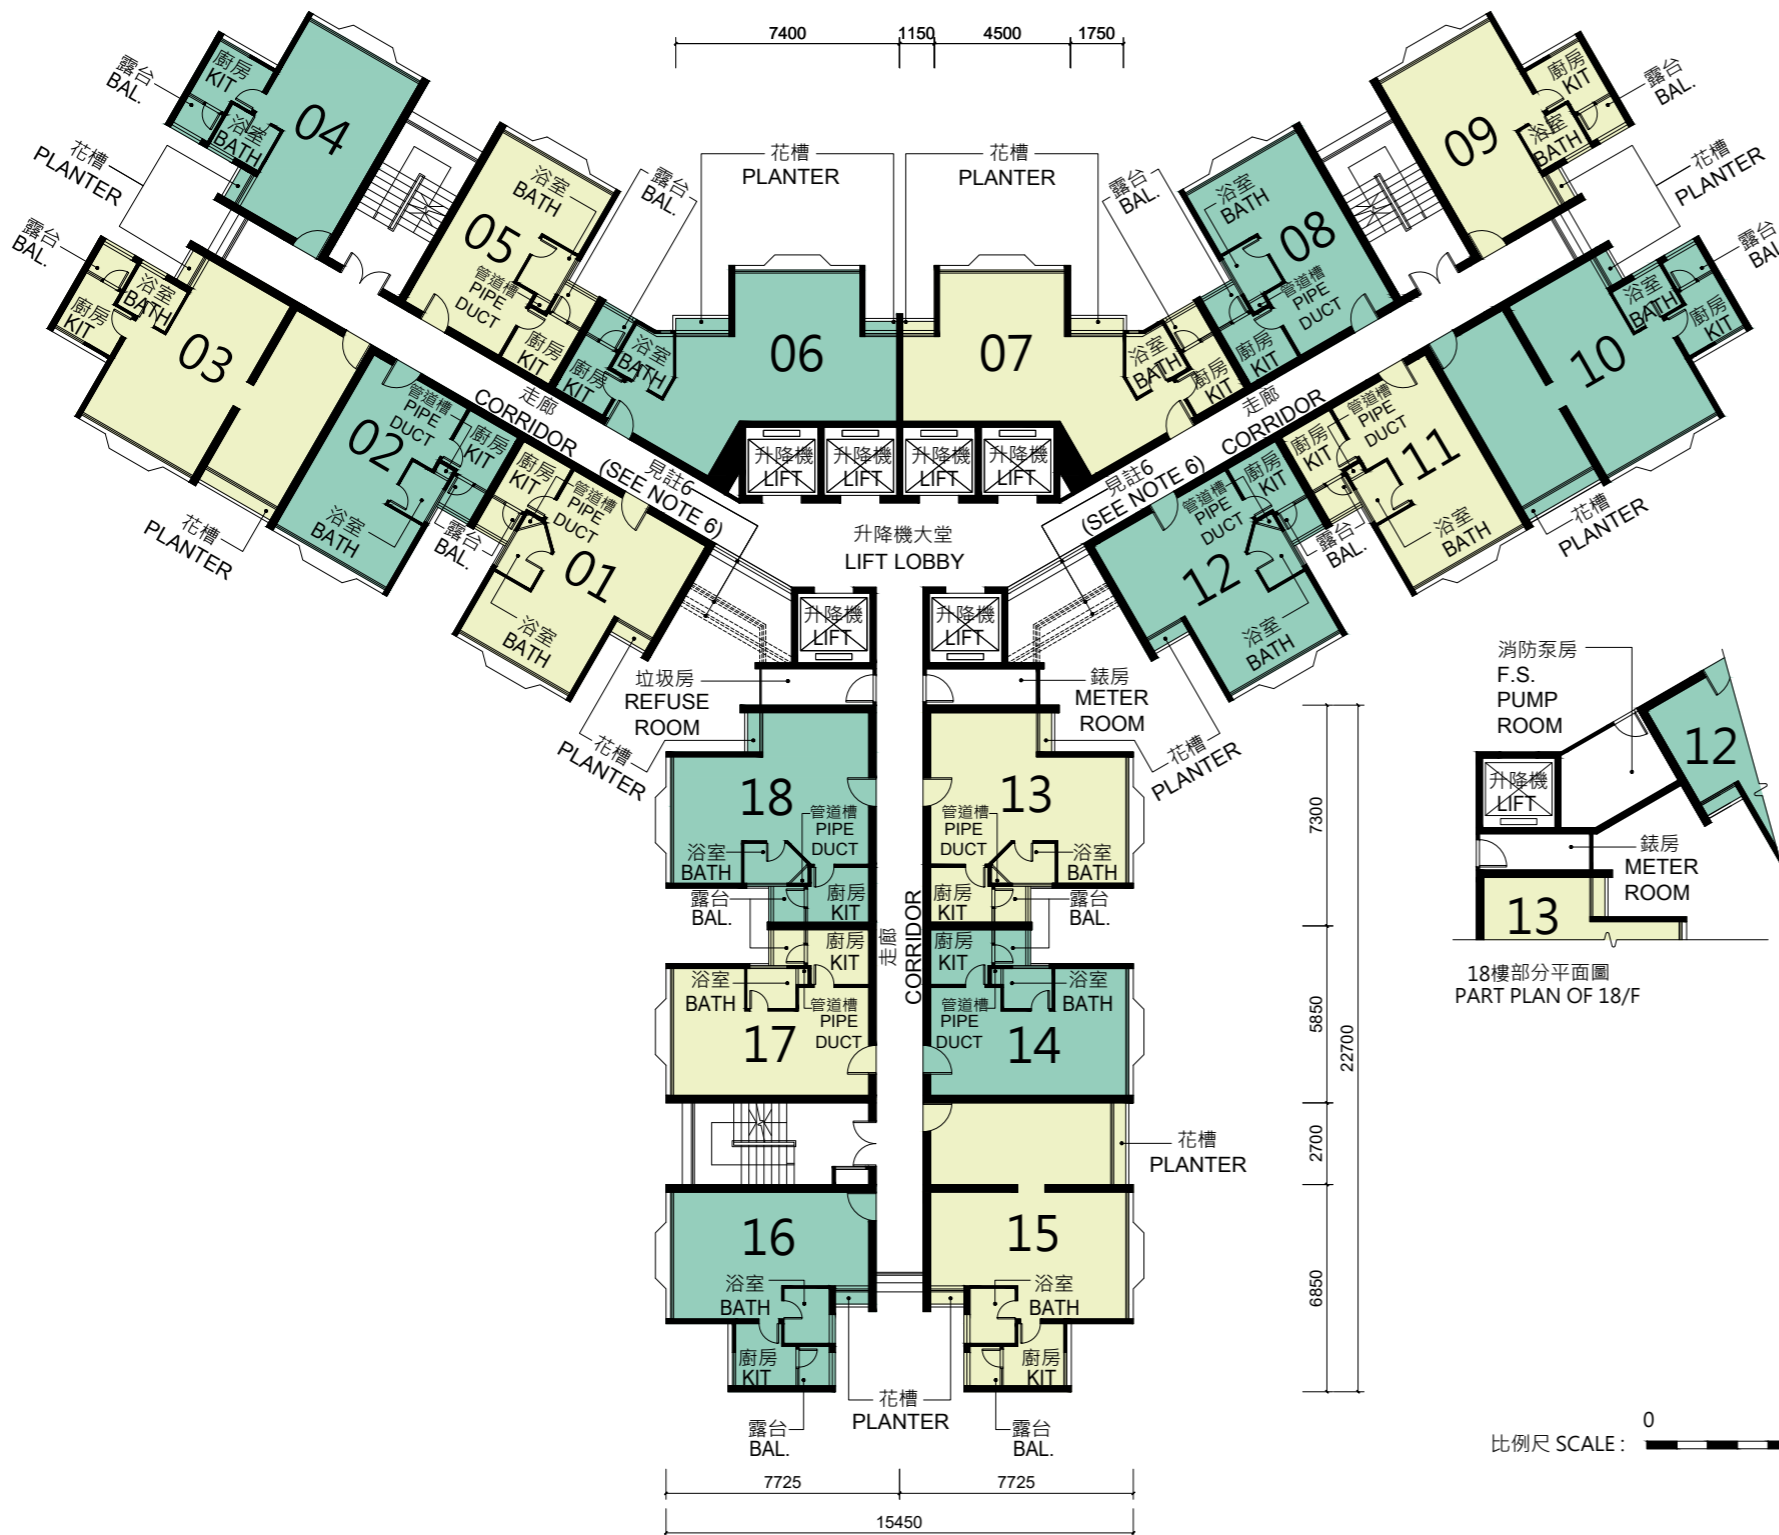 7400
1150
4500
1750
露台
BAL.
廚房
KIT
浴室
BATH
04
花槽
PLANTER
露台
BAL.
浴室
BATH
廚房
KIT
03
浴室
BATH
05
管道槽
PIPE
DUCT
廚房
KIT
露台
BAL.
花槽
PLANTER
花槽
PLANTER
露台
BAL.
廚房
KIT
浴室
BATH
06
07
浴室
BATH
廚房
KIT
浴室
BATH
08
管道槽
PIPE
DUCT
廚房
KIT
09
廚房
KIT
浴室
BATH
露台
BAL.
花槽
PLANTER
露台
BAL
浴室
BATH
廚房
KIT
10
走廊
CORRIDOR
走廊
CORRIDOR
02
管道槽
PIPE
DUCT
廚房
KIT
浴室
BATH
露台
BAL.
花槽
PLANTER
廚房
KIT
管道槽
PIPE
DUCT
01
浴室
BATH
見註6
(SEE NOTE 6)
升降機
LIFT
升降機
LIFT
升降機
LIFT
升降機
LIFT
見註6
(SEE NOTE 6)
廚房
KIT
管道槽
PIPE
DUCT
11
浴室
BATH
花槽
PLANTER
管道槽
PIPE
DUCT
廚房
KIT
露台
BAL.
12
浴室
BATH
升降機大堂
LIFT LOBBY
升降機
LIFT
升降機
LIFT
垃圾房
REFUSE
ROOM
錶房
METER
ROOM
花槽
PLANTER
花槽
PLANTER
18
管道槽
PIPE
DUCT
浴室
BATH
廚房
KIT
露台
BAL.
13
管道槽
PIPE
DUCT
浴室
BATH
廚房
KIT
露台
BAL.
走廊
CORRIDOR
廚房
KIT
浴室
BATH
管道槽
PIPE
DUCT
17
廚房
KIT
浴室
BATH
管道槽
PIPE
DUCT
14
花槽
PLANTER
16
浴室
BATH
廚房
KIT
露台
BAL.
15
浴室
BATH
廚房
KIT
露台
BAL.
花槽
PLANTER
7300
5850
2700
6850
22700
7725
7725
15450
消防泵房
F.S.
PUMP
ROOM
12
升降機
LIFT
錶房
METER
ROOM
13
18樓部分平面圖
PART PLAN OF 18/F
0
比例尺 SCALE :